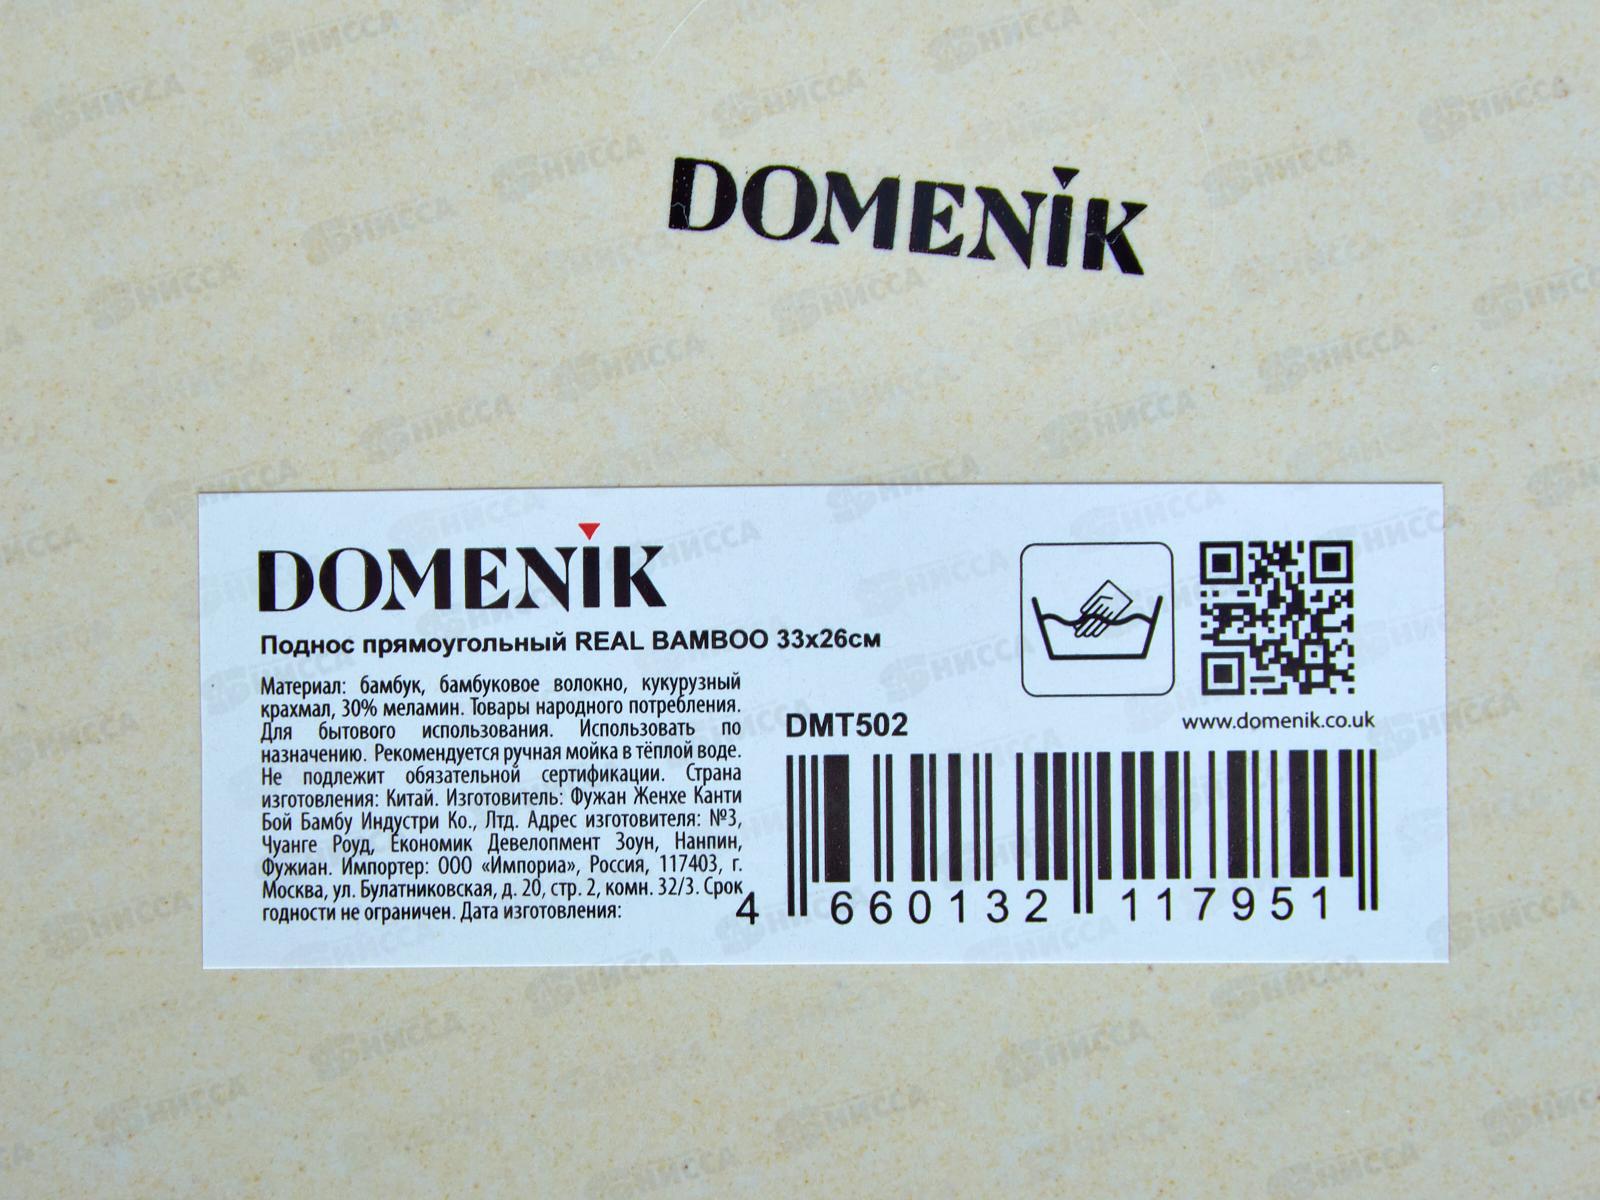 DOMENIK
DOMENIK
Поднос прямоугольный REAL BAMBOO 33х26см
Материал: бамбук, бамбуковое волокно, кукурузный
крахмал, 30% меламин. Товары народного потребления.
Для бытового использования. Использовать по
назначению. Рекомендуется ручная мойка в тёплой воде.
Не подлежит обязательной сертификации. Страна
изготовления: Китай. Изготовитель: Фужан Женхе Канти
Бой Бамбу Индустри Ко., Лтд. Адрес изготовителя: №3,
Чуанге Роуд, Економик Девелопмент Зоун, Нанпин,
Фужиан. Импортер: ООО «Импориа», Россия, 117403, г.
Москва, ул. Булатниковская, д. 20, стр. 2, комн. 32/3. Срок
годности не ограничен. Дата изготовления:
www.domenik.co.uk
DMT502
4 660132 117951
НИССА